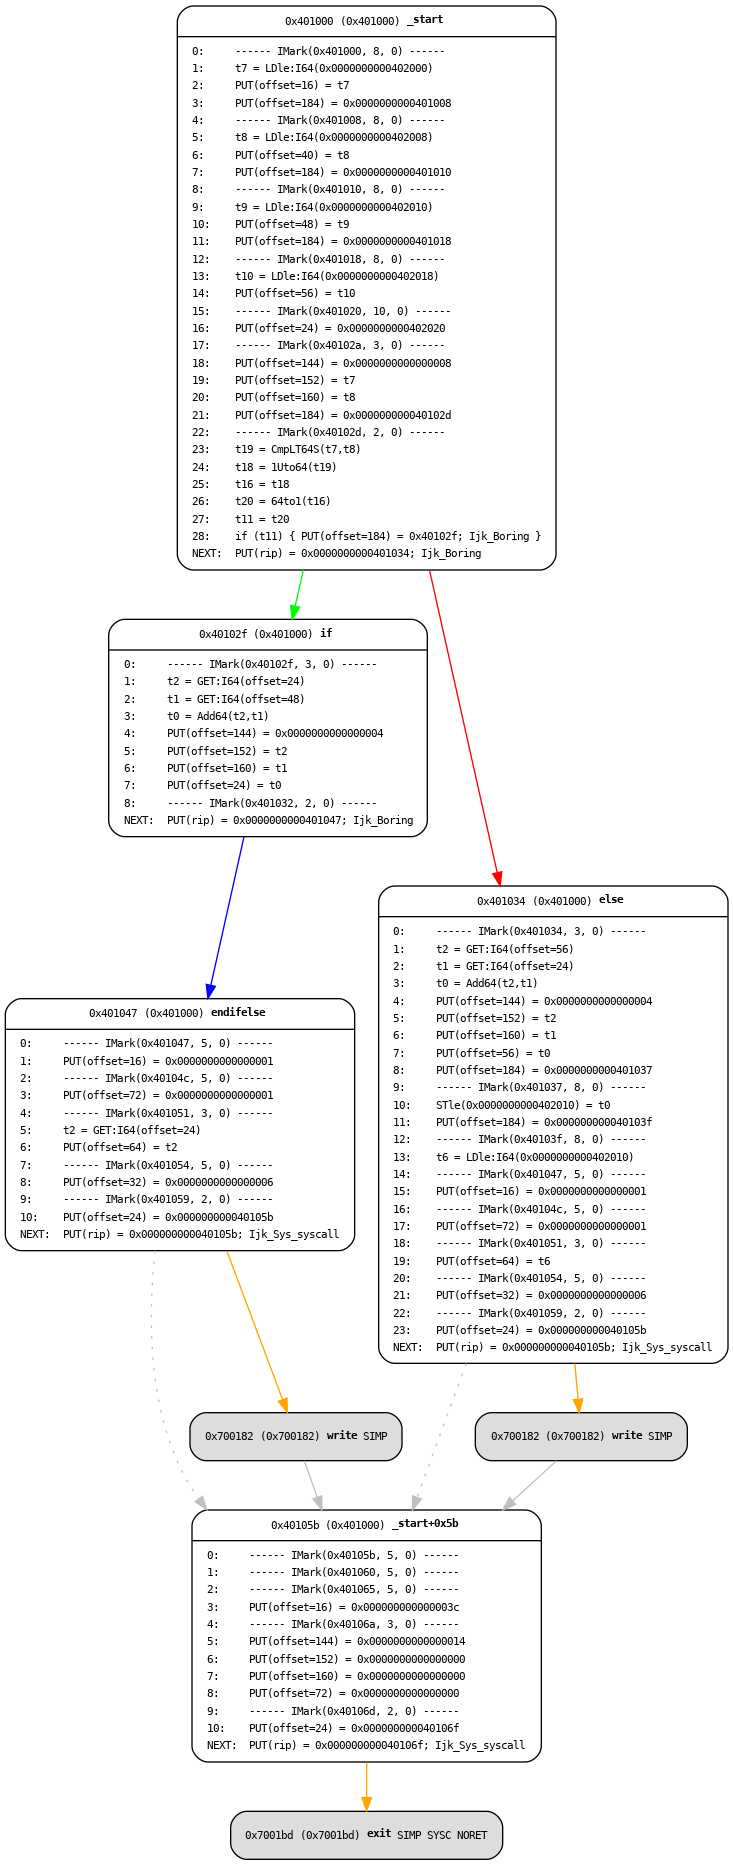 0x401000 (0x401000) _start
0: ------ IMark(0x401000, 8, 0) ------
1: t7 = LDle:I64(0x0000000000402000)
2: PUT(offset=16) = t7
3: PUT(offset=184) = 0x0000000000401008
4: ------ IMark(0x401008, 8, 0) ------
5: t8 = LDle:I64(0x0000000000402008)
6: PUT(offset=40) = t8
7: PUT(offset=184) = 0x0000000000401010
8: ------ IMark(0x401010, 8, 0) ------
9: t9 = LDle:I64(0x0000000000402010)
10: PUT(offset=48) = t9
11: PUT(offset=184) = 0x0000000000401018
12: ------ IMark(0x401018, 8, 0) ------
13: t10 = LDle:I64(0x0000000000402018)
14: PUT(offset=56) = t10
15: ------ IMark(0x401020, 10, 0) ------
16: PUT(offset=24) = 0x0000000000402020
17: ------ IMark(0x40102a, 3, 0) ------
18: PUT(offset=144) = 0x0000000000000008
19: PUT(offset=152) = t7
20: PUT(offset=160) = t8
21: PUT(offset=184) = 0x000000000040102d
22: ------ IMark(0x40102d, 2, 0) ------
23: t19 = CmpLT64S(t7,t8)
24: t18 = 1Uto64(t19)
25: t16 = t18
26: t20 = 64to1(t16)
27: t11 = t20
28: if (t11) { PUT(offset=184) = 0x40102f; Ijk_Boring }
NEXT: PUT(rip) = 0x0000000000401034; Ijk_Boring
0x40102f (0x401000) if
0: ------ IMark(0x40102f, 3, 0) ------
1: t2 = GET:I64(offset=24)
2: t1 = GET:I64(offset=48)
3: t0 = Add64(t2,t1)
4: PUT(offset=144) = 0x0000000000000004
5: PUT(offset=152) = t2
6: PUT(offset=160) = t1
7: PUT(offset=24) = t0
8: ------ IMark(0x401032, 2, 0) ------
NEXT: PUT(rip) = 0x0000000000401047; Ijk_Boring
0x401034 (0x401000) else
0: ------ IMark(0x401034, 3, 0) ------
1: t2 = GET:I64(offset=56)
2: t1 = GET:I64(offset=24)
3: t0 = Add64(t2,t1)
4: PUT(offset=144) = 0x0000000000000004
5: PUT(offset=152) = t2
6: PUT(offset=160) = t1
7: PUT(offset=56) = t0
8: PUT(offset=184) = 0x0000000000401037
9: ------ IMark(0x401037, 8, 0) ------
10: STle(0x0000000000402010) = t0
11: PUT(offset=184) = 0x000000000040103f
12: ------ IMark(0x40103f, 8, 0) ------
13: t6 = LDle:I64(0x0000000000402010)
14: ------ IMark(0x401047, 5, 0) ------
15: PUT(offset=16) = 0x0000000000000001
16: ------ IMark(0x40104c, 5, 0) ------
17: PUT(offset=72) = 0x0000000000000001
18: ------ IMark(0x401051, 3, 0) ------
19: PUT(offset=64) = t6
20: ------ IMark(0x401054, 5, 0) ------
21: PUT(offset=32) = 0x0000000000000006
22: ------ IMark(0x401059, 2, 0) ------
23: PUT(offset=24) = 0x000000000040105b
NEXT: PUT(rip) = 0x000000000040105b; Ijk_Sys_syscall
0x401047 (0x401000) endifelse
0: ------ IMark(0x401047, 5, 0) ------
1: PUT(offset=16) = 0x0000000000000001
2: ------ IMark(0x40104c, 5, 0) ------
3: PUT(offset=72) = 0x0000000000000001
4: ------ IMark(0x401051, 3, 0) ------
5: t2 = GET:I64(offset=24)
6: PUT(offset=64) = t2
7: ------ IMark(0x401054, 5, 0) ------
8: PUT(offset=32) = 0x0000000000000006
9: ------ IMark(0x401059, 2, 0) ------
10: PUT(offset=24) = 0x000000000040105b
NEXT: PUT(rip) = 0x000000000040105b; Ijk_Sys_syscall
0x700182 (0x700182) write SIMP
0x700182 (0x700182) write SIMP
0x40105b (0x401000) _start+0x5b
0: ------ IMark(0x40105b, 5, 0) ------
1: ------ IMark(0x401060, 5, 0) ------
2: ------ IMark(0x401065, 5, 0) ------
3: PUT(offset=16) = 0x000000000000003c
4: ------ IMark(0x40106a, 3, 0) ------
5: PUT(offset=144) = 0x0000000000000014
6: PUT(offset=152) = 0x0000000000000000
7: PUT(offset=160) = 0x0000000000000000
8: PUT(offset=72) = 0x0000000000000000
9: ------ IMark(0x40106d, 2, 0) ------
10: PUT(offset=24) = 0x000000000040106f
NEXT: PUT(rip) = 0x000000000040106f; Ijk_Sys_syscall
0x7001bd (0x7001bd) exit SIMP SYSC NORET